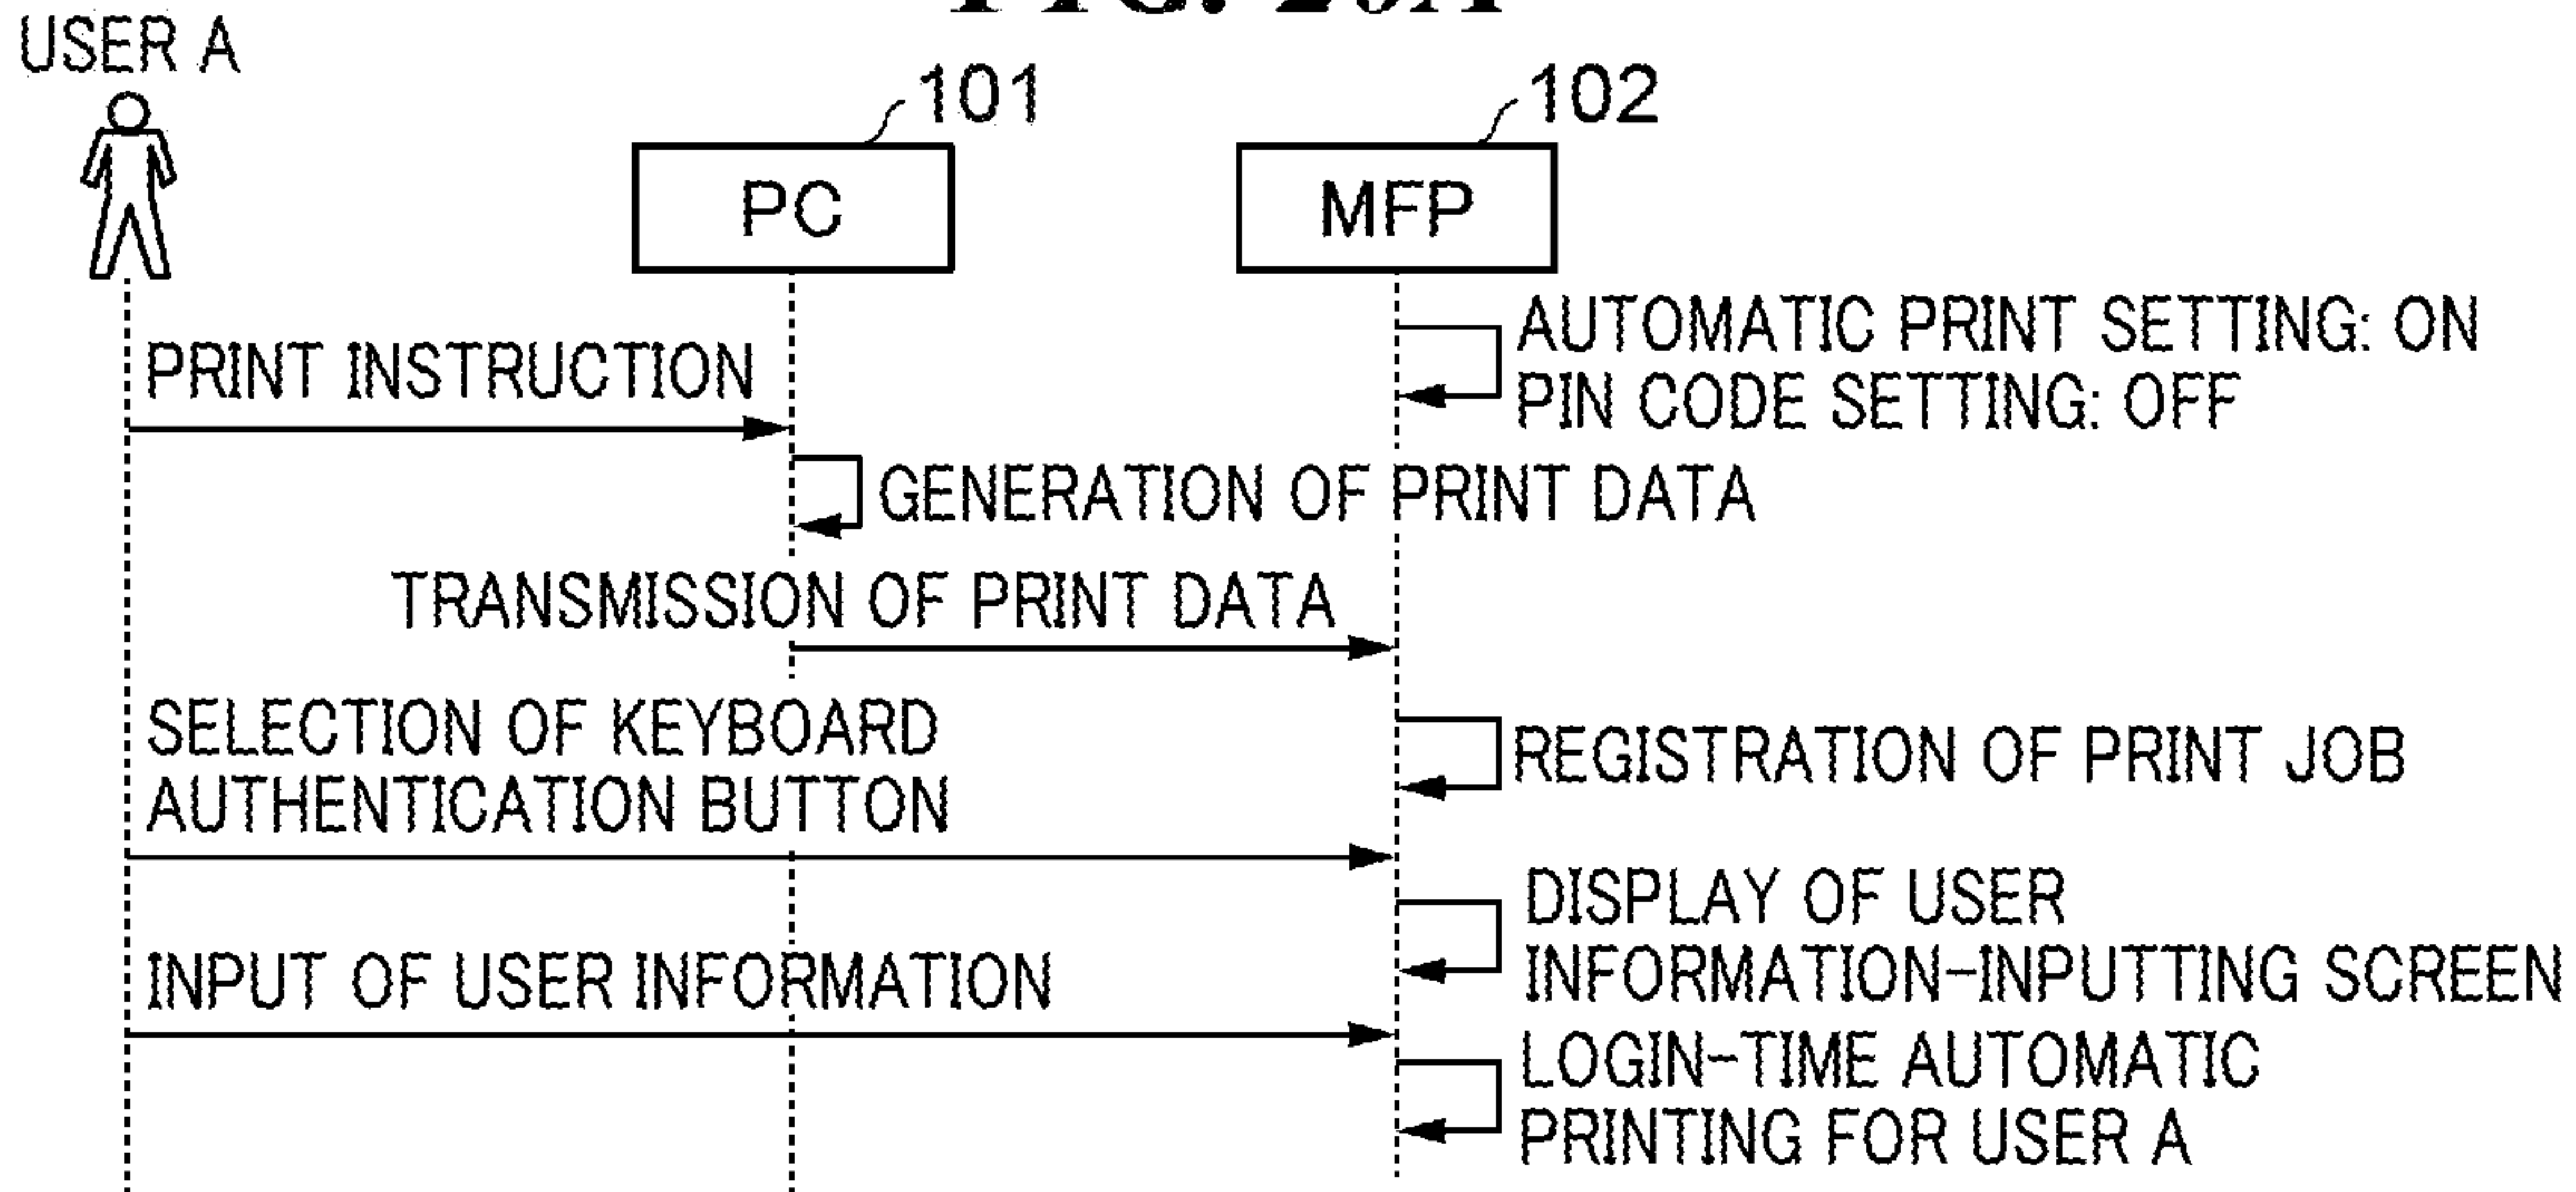 USER A
101
102
PC
MFP
AUTOMATIC PRINT SETTING: ON
PIN CODE SETTING: OFF
PRINT INSTRUCTION
GENERATION OF PRINT DATA
TRANSMISSION OF PRINT DATA
SELECTION OF KEYBOARD
AUTHENTICATION BUTTON
REGISTRATION OF PRINT JOB
DISPLAY OF USER
INFORMATION-INPUTTING SCREEN
INPUT OF USER INFORMATION
LOGIN-TIME AUTOMATIC
PRINTING FOR USER A